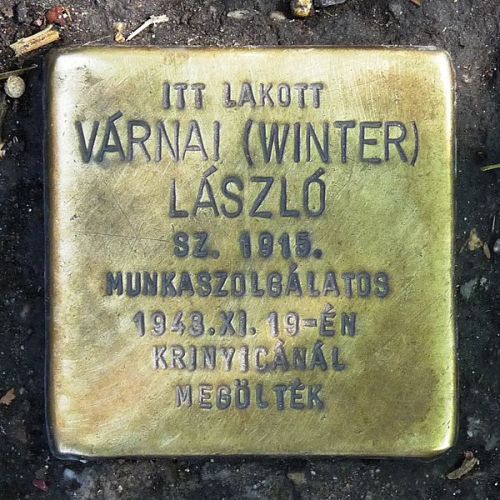 ITT LAKOTT
VÁRNAI (WINTER)
LÁSZLÓ
SZ. 1915.
MUNKASZOLGÁLATOS
1943.XI.19-ÉN
KRINYICÁNÁL
MEGÖLTÉK